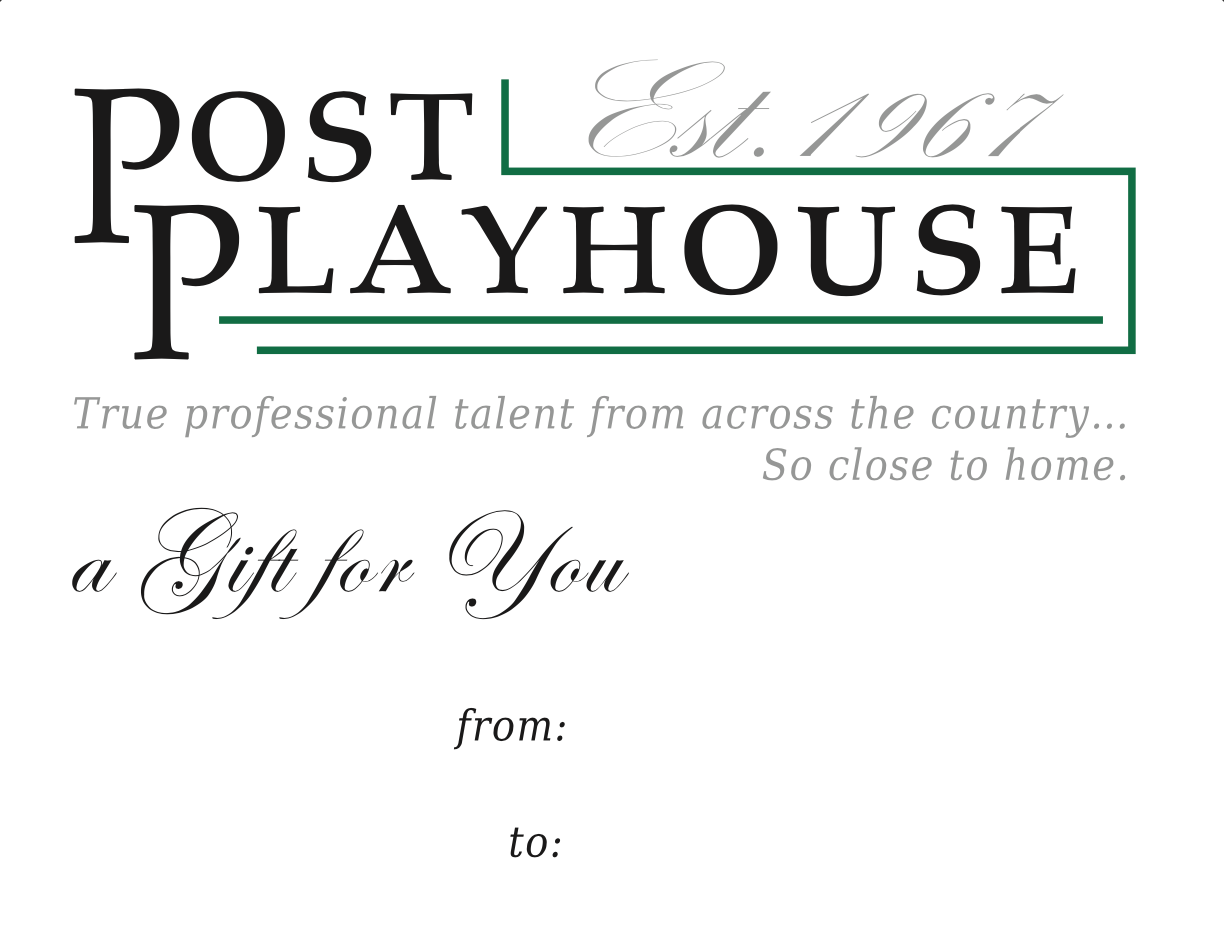 POST
Est. 1967
PLAYHOUSE
True professional talent from across the country...
So close to home.
a Gift for You
from:
to: